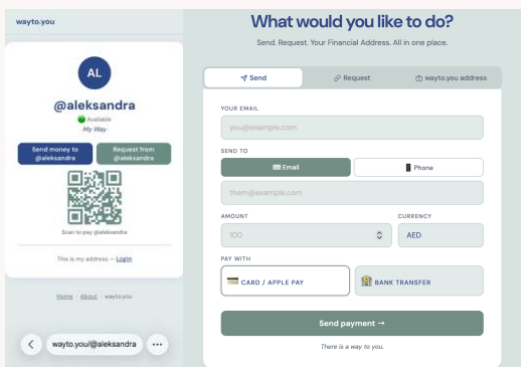 wayto.you
AL
@aleksandra
Available
My Way
Send money to
@aleksandra
Request from
@aleksandra
Scan to pay @aleksandra
This is my address — Login
Name · About · wayto.you
wayto.you/@aleksandra
What would you like to do?
Send. Request. Your Financial Address. All in one place.
Send
Request
wayto.you address
YOUR EMAIL
you@example.com
SEND TO
Email
Phone
them@example.com
AMOUNT
CURRENCY
100
AED
PAY WITH
CARD / APPLE PAY
BANK TRANSFER
Send payment →
There is a way to you.